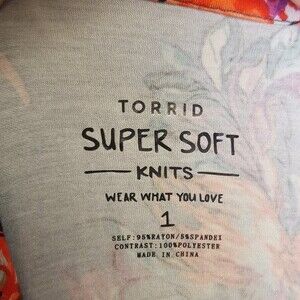 TORRID
SUPER SOFT
KNITS
WEAR WHAT YOU LOVE
1
SELF:95%RAYON/5%SPANDEX
CONTRAST:100%POLYESTER
MADE IN CHINA